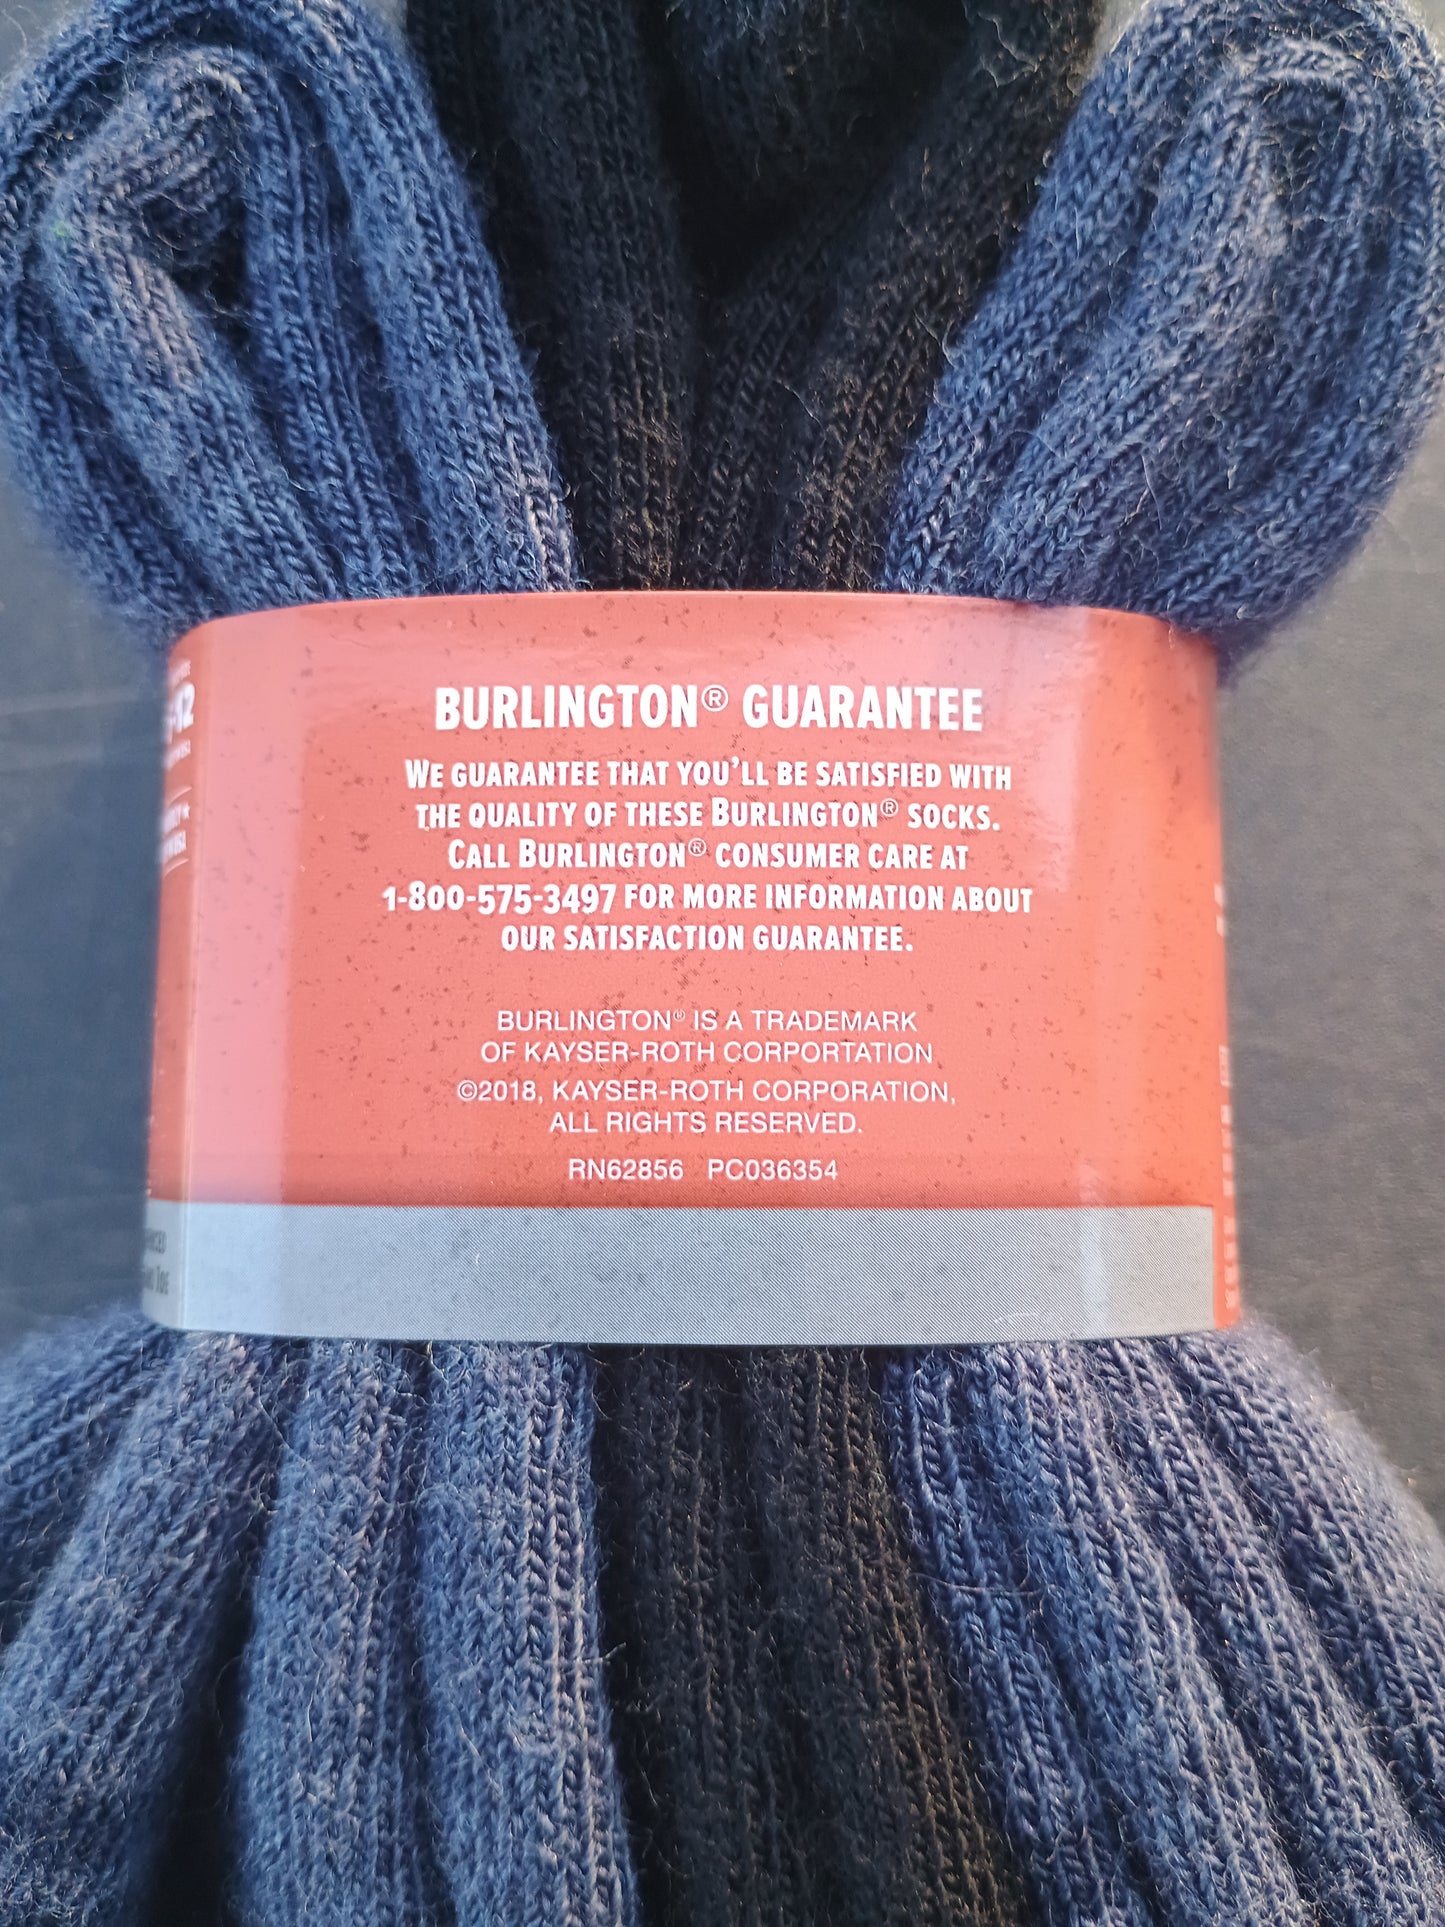 BURLINGTON® GUARANTEE
WE GUARANTEE THAT YOU'LL BE SATISFIED WITH
THE QUALITY OF THESE BURLINGTON® SOCKS.
CALL BURLINGTON® CONSUMER CARE AT
1-800-575-3497 FOR MORE INFORMATION ABOUT
OUR SATISFACTION GUARANTEE.
BURLINGTON® IS A TRADEMARK
OF KAYSER-ROTH CORPORTATION
©2018, KAYSER-ROTH CORPORATION,
ALL RIGHTS RESERVED.
RN62856 PC036354